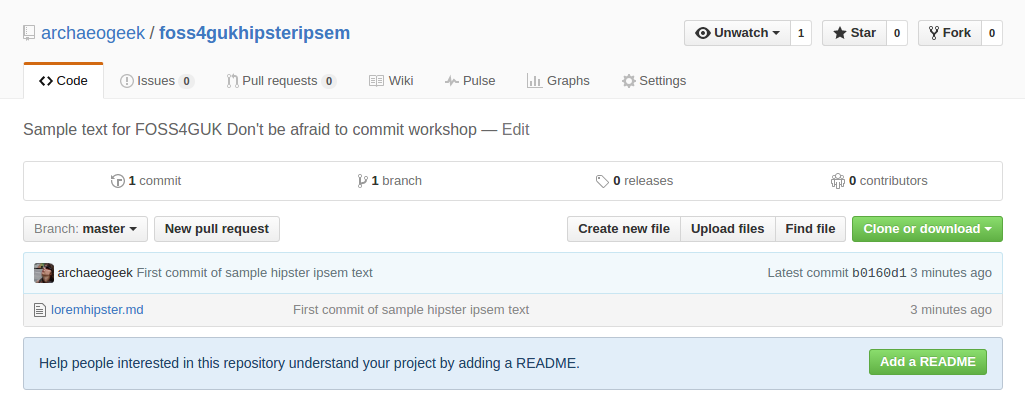 archaeogeek / foss4gukhipsteripsem
Unwatch 1 Star 0 Fork 0
Code Issues 0 Pull requests 0 Wiki Pulse Graphs Settings
Sample text for FOSS4GUK Don't be afraid to commit workshop — Edit
1 commit 1 branch 0 releases 0 contributors
Branch: master New pull request Create new file Upload files Find file Clone or download
archaeogeek First commit of sample hipster ipsem text Latest commit b0160d1 3 minutes ago
loremhipster.md First commit of sample hipster ipsem text 3 minutes ago
Help people interested in this repository understand your project by adding a README. Add a README